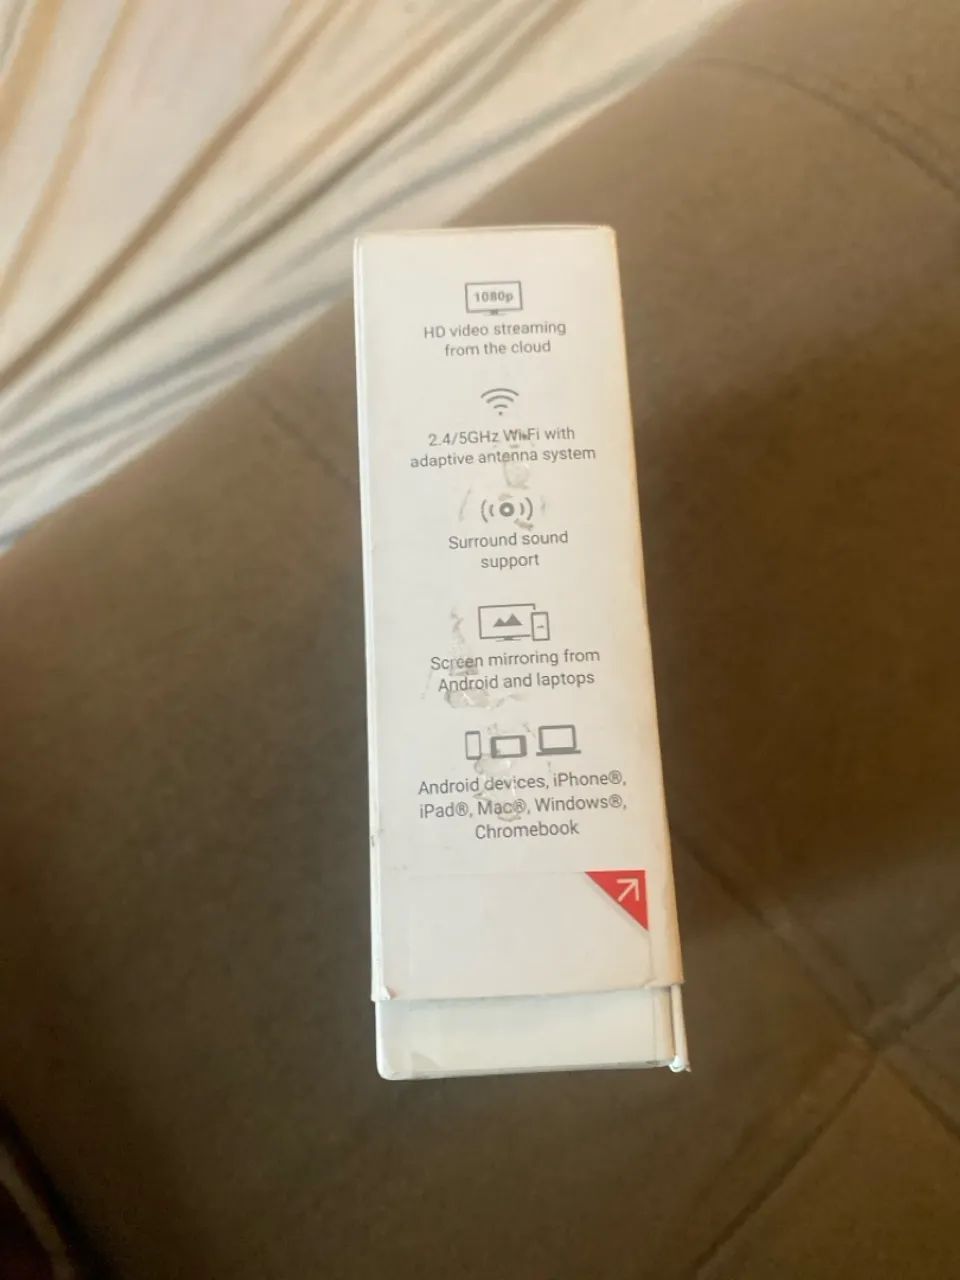 1080p
HD video streaming
from the cloud
2.4/5GHz Wi-Fi with
adaptive antenna system
Surround sound
support
Screen mirroring from
Android and laptops
Android devices, iPhone®,
iPad®, Mac®, Windows®,
Chromebook